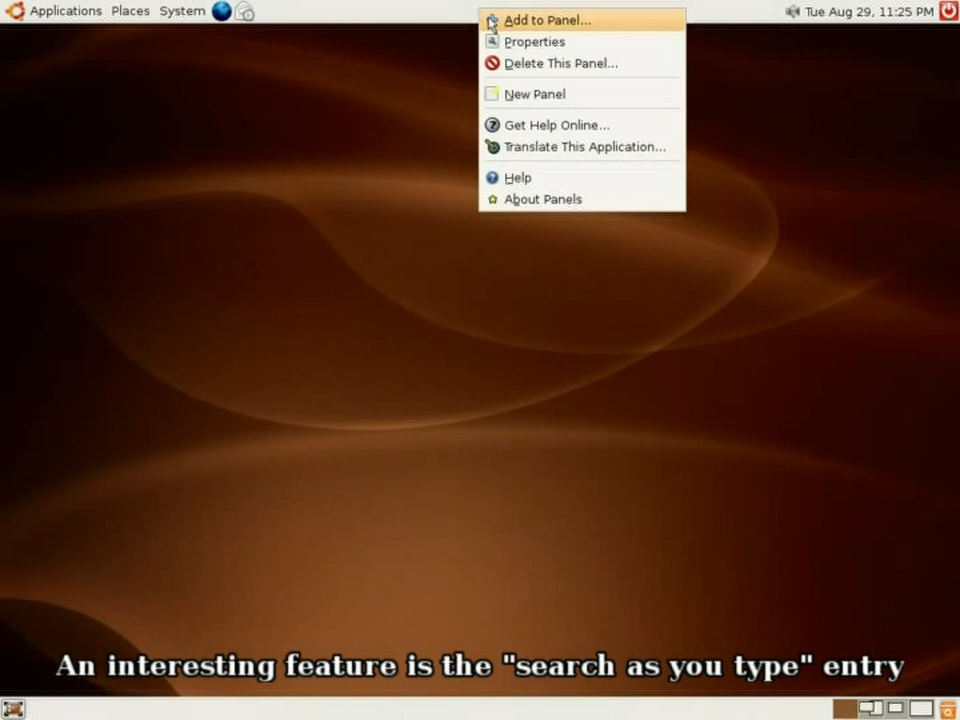 Applications Places System
Tue Aug 29, 11:25 PM
Add to Panel...
Properties
Delete This Panel...
New Panel
Get Help Online...
Translate This Application...
Help
About Panels
An interesting feature is the "search as you type" entry